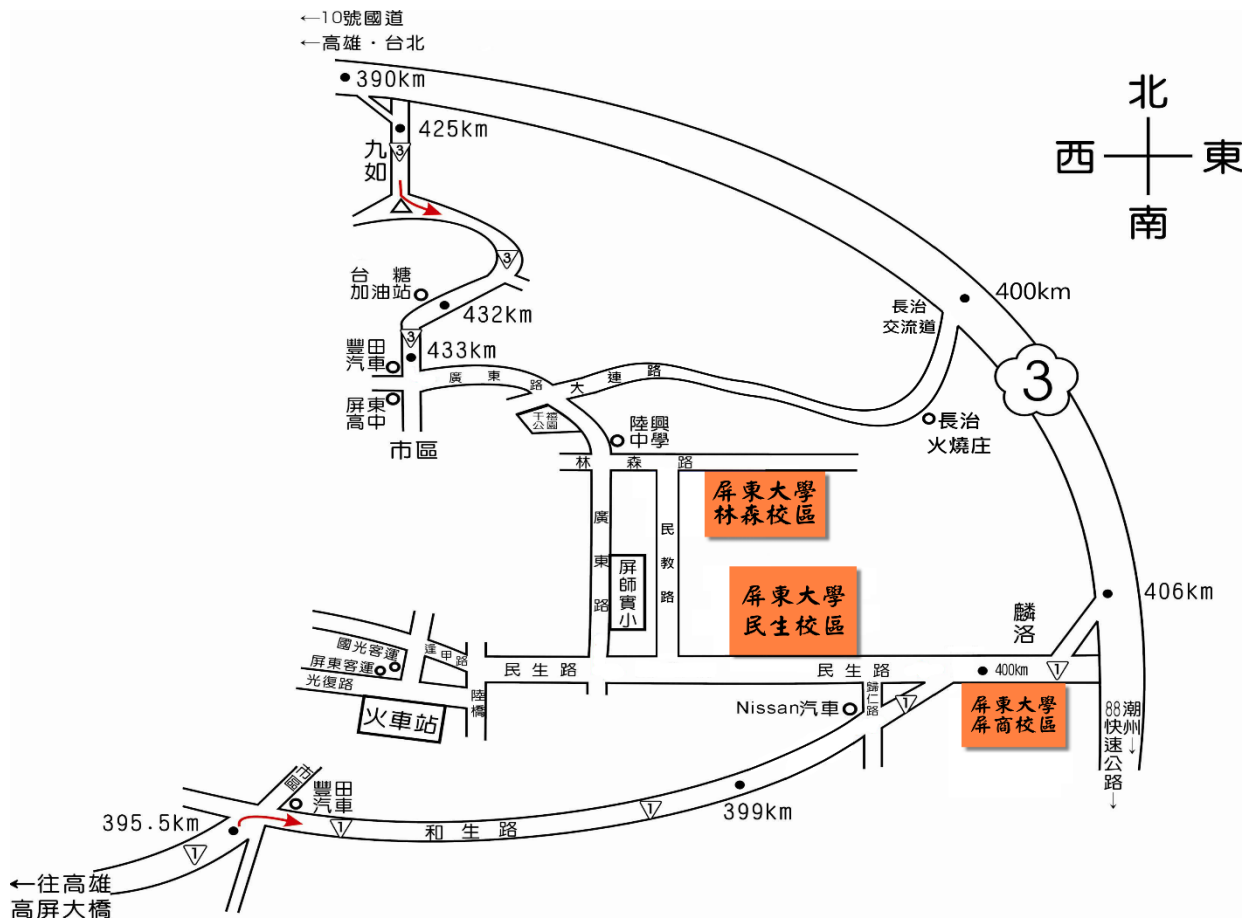 ←10號國道
←高雄・台北
390km
425km
3
九如
北
西 東
南
3
台糖
加油站
432km
3
433km
豐田
汽車
屏東
高中
市區
廣東路
大連路
千禧
公園
陸興
中學
長治
交流道
400km
3
長治
火燒庄
林森路
屏東大學
林森校區
廣東路
屏師實小
民教路
屏東大學
民生校區
麟洛
406km
國光客運
屏東客運
光復路
逢甲路
火車站
陸橋
民生路
民生路
400km
1
Nissan汽車
歸仁路
1
屏東大學
屏商校區
潮州↓
88快速公路↓
市區
豐田
汽車
395.5km
1
1
和生路
1
399km
←往高雄
高屏大橋